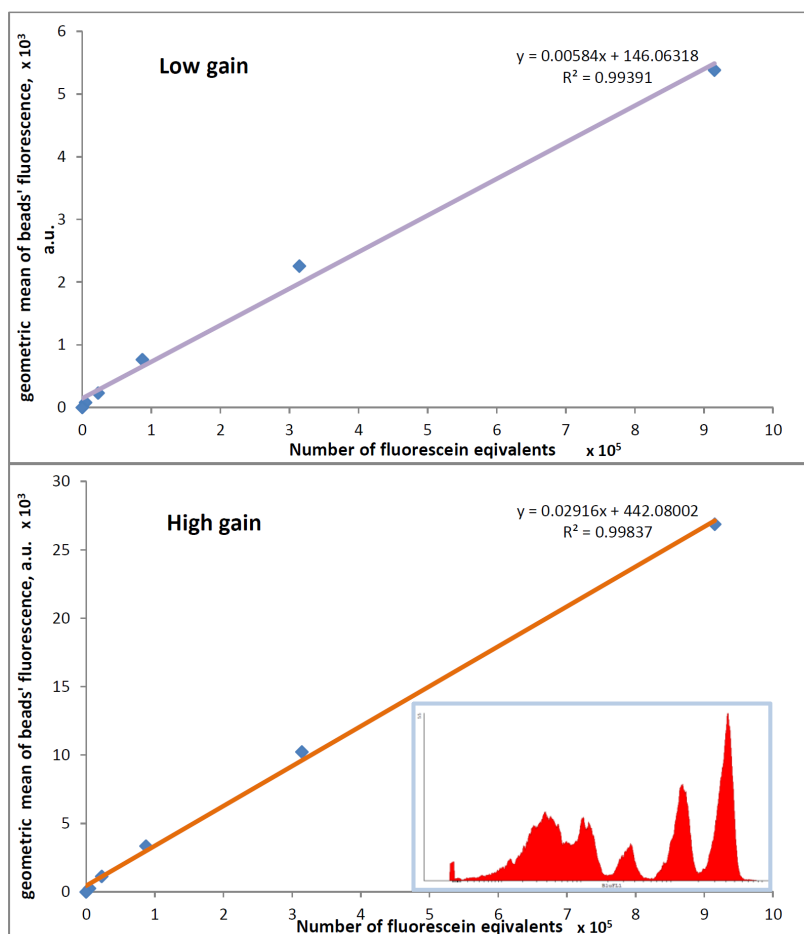 Low gain
y = 0.00584x + 146.06318
R² = 0.99391
geometric mean of beads' fluorescence, x 10³
a.u.
6
5
4
3
2
1
0
0 1 2 3 4 5 6 7 8 9 10
Number of fluorescein eqivalents x 10⁵
High gain
y = 0.02916x + 442.08002
R² = 0.99837
geometric mean of beads' fluorescence, a.u. x 10³
30
25
20
15
10
5
0
0 1 2 3 4 5 6 7 8 9 10
Number of fluorescein eqivalents x 10⁵